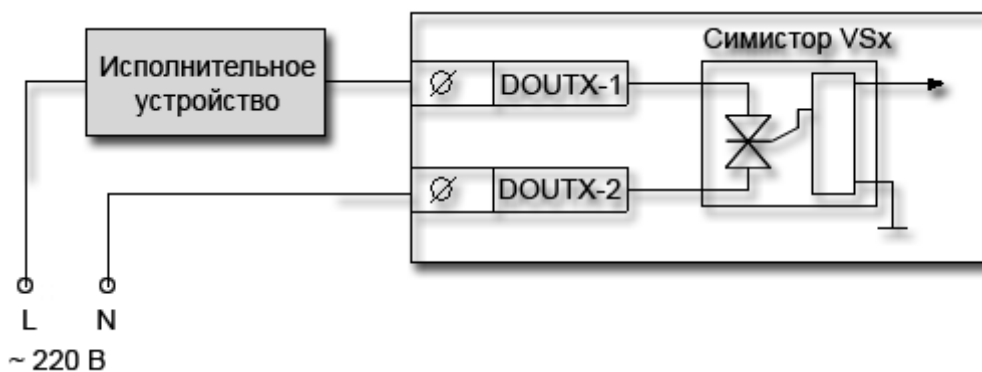 Симистор VSx
Исполнительное
устройство
DOUTX-1
DOUTX-2
L N
~ 220 В